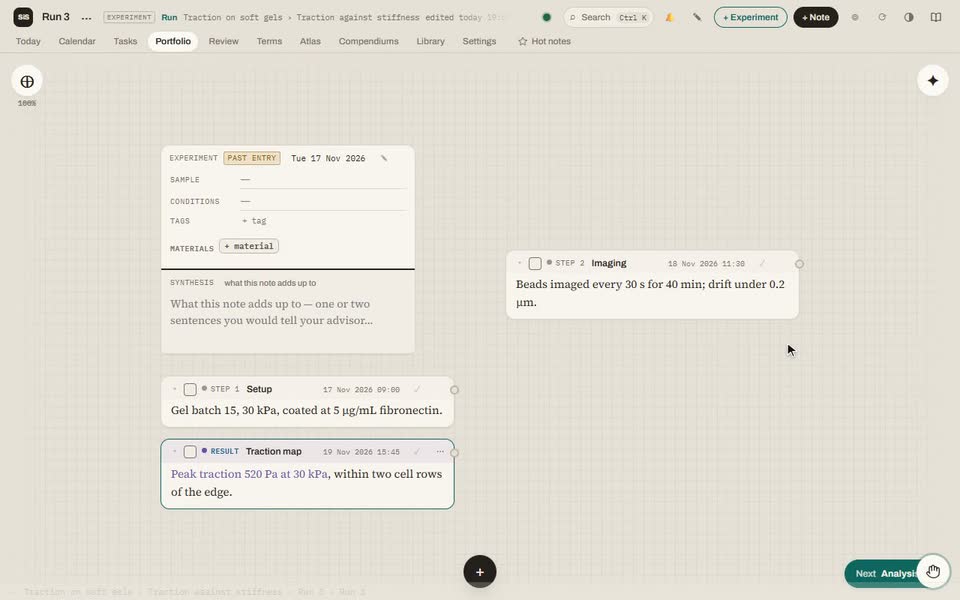 SiS Run 3 ... EXPERIMENT Run Traction on soft gels › Traction against stiffness edited today Search Ctrl K + Experiment + Note
Today Calendar Tasks Portfolio Review Terms Atlas Compendiums Library Settings Hot notes
100%
EXPERIMENT PAST ENTRY Tue 17 Nov 2026
SAMPLE —
CONDITIONS —
TAGS + tag
MATERIALS + material
SYNTHESIS what this note adds up to
What this note adds up to — one or two
sentences you would tell your advisor...
STEP 2 Imaging 18 Nov 2026 11:30
Beads imaged every 30 s for 40 min; drift under 0.2
µm.
STEP 1 Setup 17 Nov 2026 09:00
Gel batch 15, 30 kPa, coated at 5 µg/mL fibronectin.
RESULT Traction map 19 Nov 2026 15:45 ...
Peak traction 520 Pa at 30 kPa, within two cell rows
of the edge.
+
Next Analysis
Traction on soft gels › Traction against stiffness › Run 3